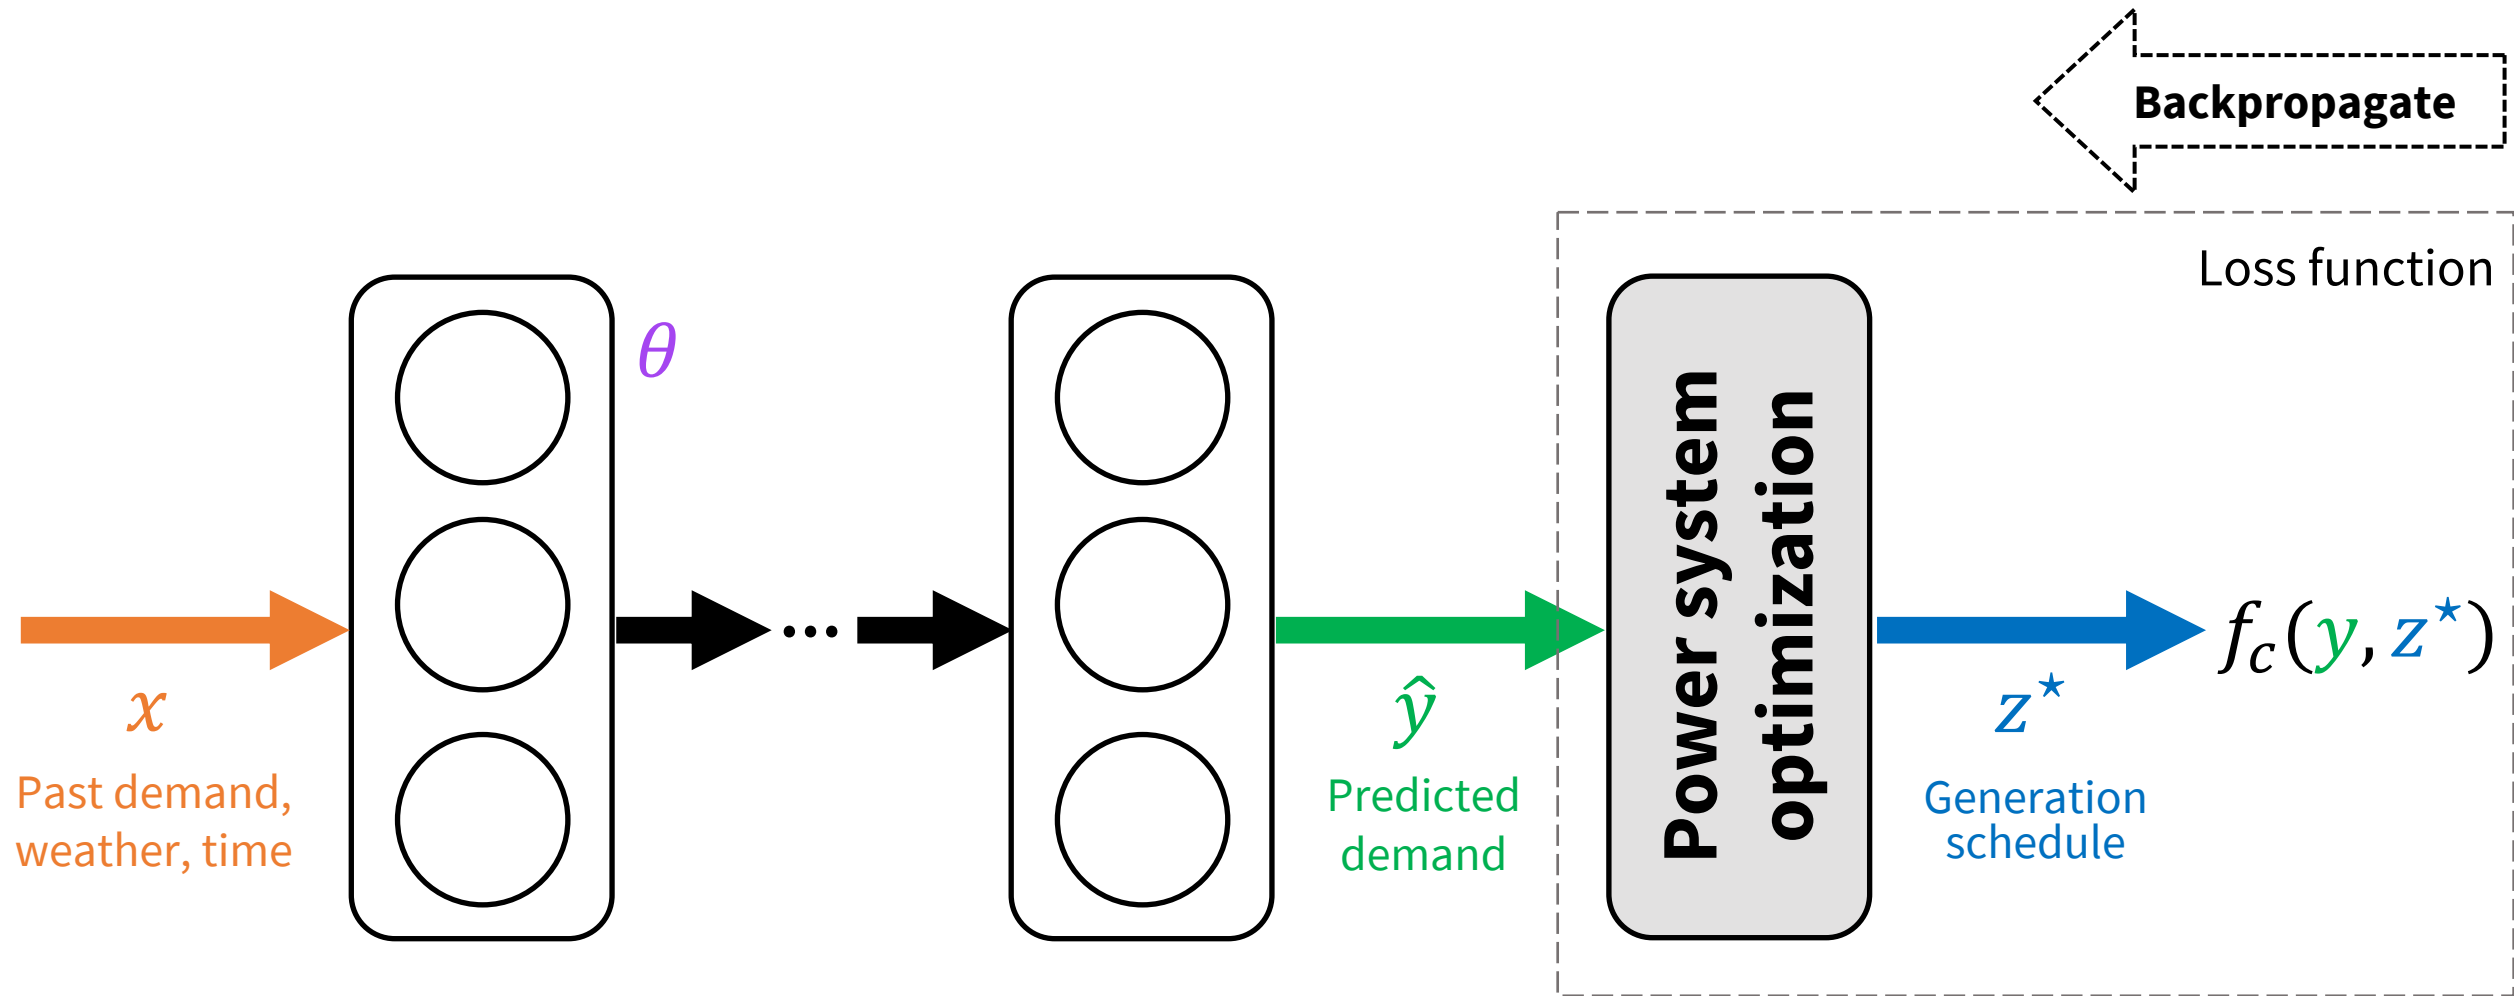 Backpropagate
Loss function
θ
Power system
optimization
x
Past demand,
weather, time
ŷ
Predicted
demand
z⋆
Generation
schedule
f_c(y, z⋆)